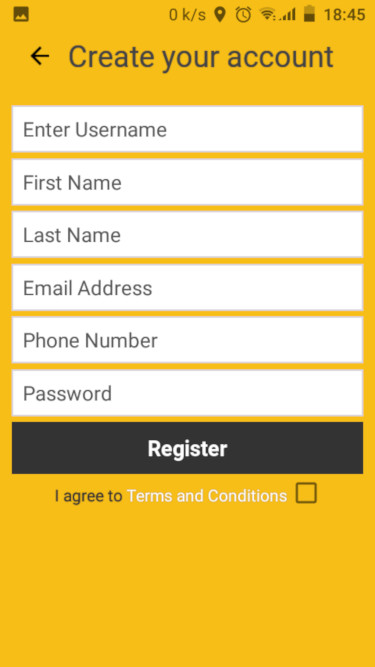 0 k/s 18:45
Create your account
Enter Username
First Name
Last Name
Email Address
Phone Number
Password
Register
I agree to Terms and Conditions